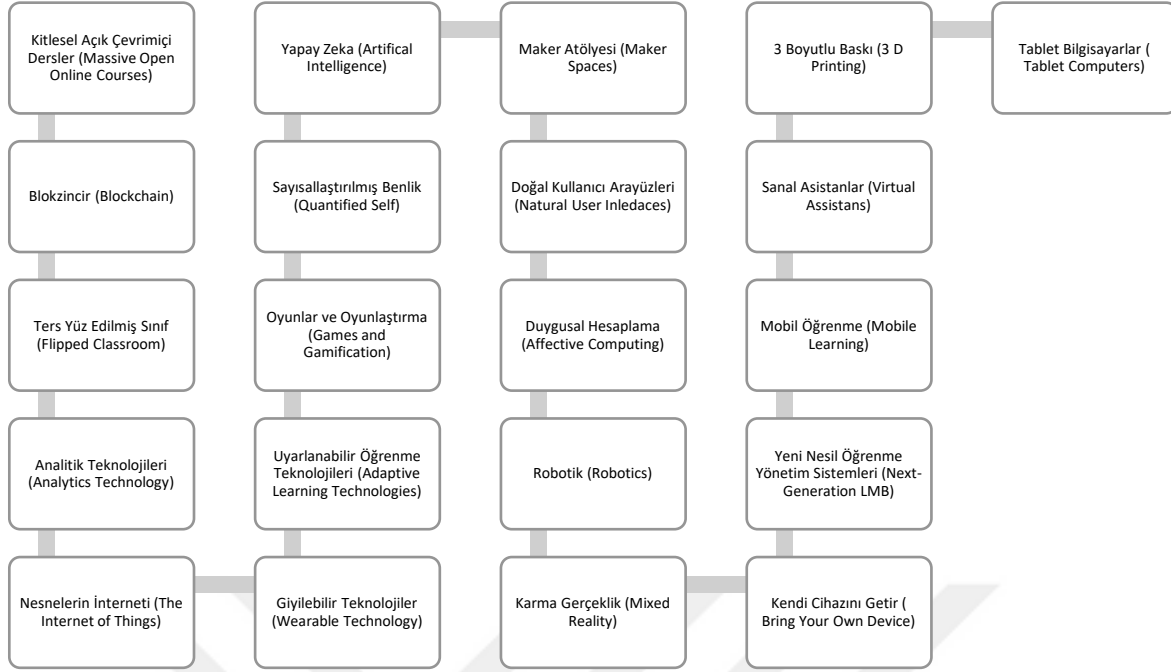 Kitlesel Açık Çevrimiçi
Dersler (Massive Open
Online Courses)
Blokzincir (Blockchain)
Ters Yüz Edilmiş Sınıf
(Flipped Classroom)
Analitik Teknolojileri
(Analytics Technology)
Nesnelerin İnterneti (The
Internet of Things)
Giyilebilir Teknolojiler
(Wearable Technology)
Uyarlanabilir Öğrenme
Teknolojileri (Adaptive
Learning Technologies)
Oyunlar ve Oyunlaştırma
(Games and
Gamification)
Sayısallaştırılmış Benlik
(Quantified Self)
Yapay Zeka (Artifical
Intelligence)
Maker Atölyesi (Maker
Spaces)
Doğal Kullanıcı Arayüzleri
(Natural User Inledaces)
Duygusal Hesaplama
(Affective Computing)
Robotik (Robotics)
Karma Gerçeklik (Mixed
Reality)
Kendi Cihazını Getir (
Bring Your Own Device)
Yeni Nesil Öğrenme
Yönetim Sistemleri (Next-
Generation LMB)
Mobil Öğrenme (Mobile
Learning)
Sanal Asistanlar (Virtual
Assistans)
3 Boyutlu Baskı (3 D
Printing)
Tablet Bilgisayarlar (
Tablet Computers)